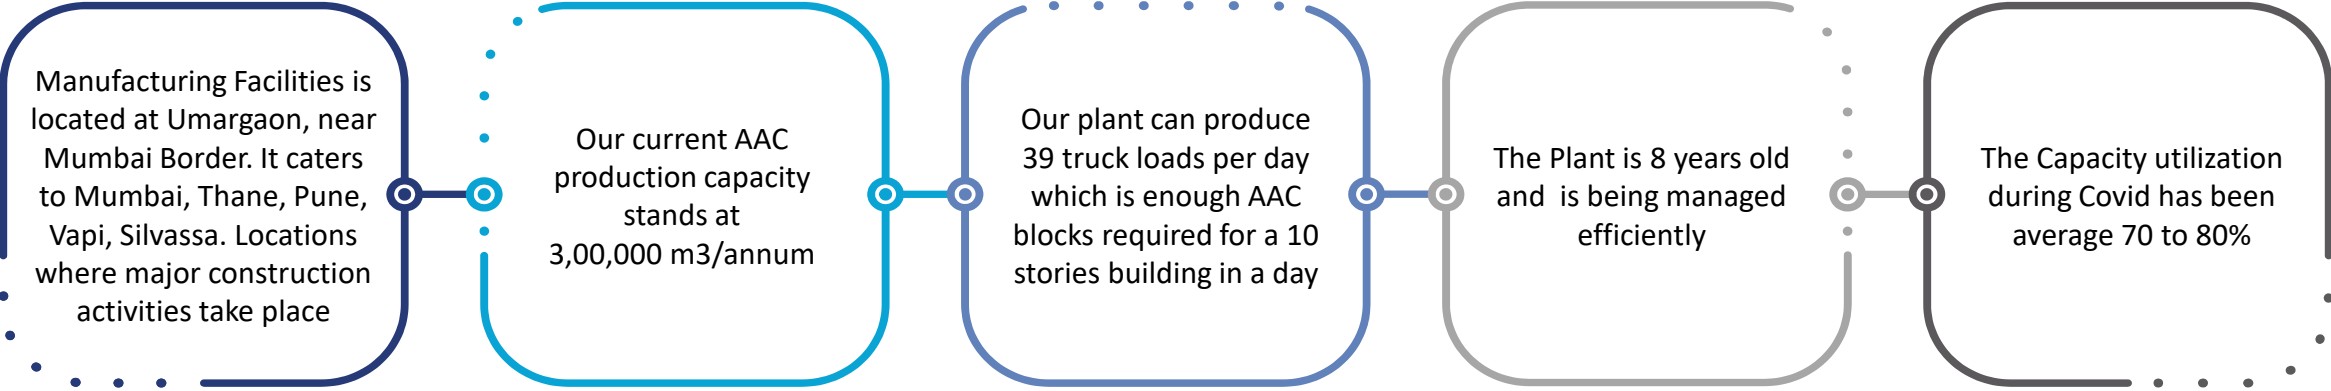 Manufacturing Facilities is
located at Umargaon, near
Mumbai Border. It caters
to Mumbai, Thane, Pune,
Vapi, Silvassa. Locations
where major construction
activities take place
Our current AAC
production capacity
stands at
3,00,000 m3/annum
Our plant can produce
39 truck loads per day
which is enough AAC
blocks required for a 10
stories building in a day
The Plant is 8 years old
and  is being managed
efficiently
The Capacity utilization
during Covid has been
average 70 to 80%